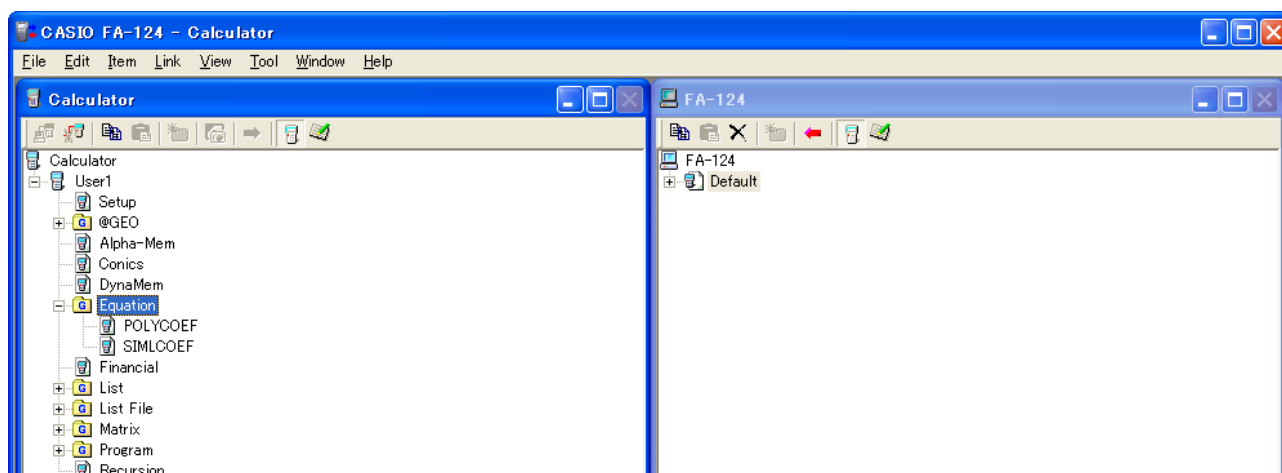 CASIO FA-124 - Calculator
File Edit Item Link View Tool Window Help
Calculator
FA-124
Calculator
User1
Setup
@GEO
Alpha-Mem
Conics
DynaMem
Equation
POLYCOEF
SIMLCOEF
Financial
List
List File
Matrix
Program
Recursion
FA-124
Default